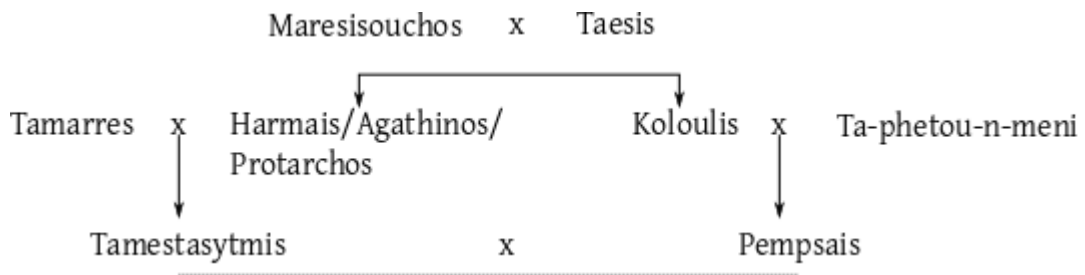 Maresisouchos x Taesis
Tamarres x Harmais/Agathinos/ Koloulis x Ta-phetou-n-meni
Protarchos
Tamestasytmis x Pempsais